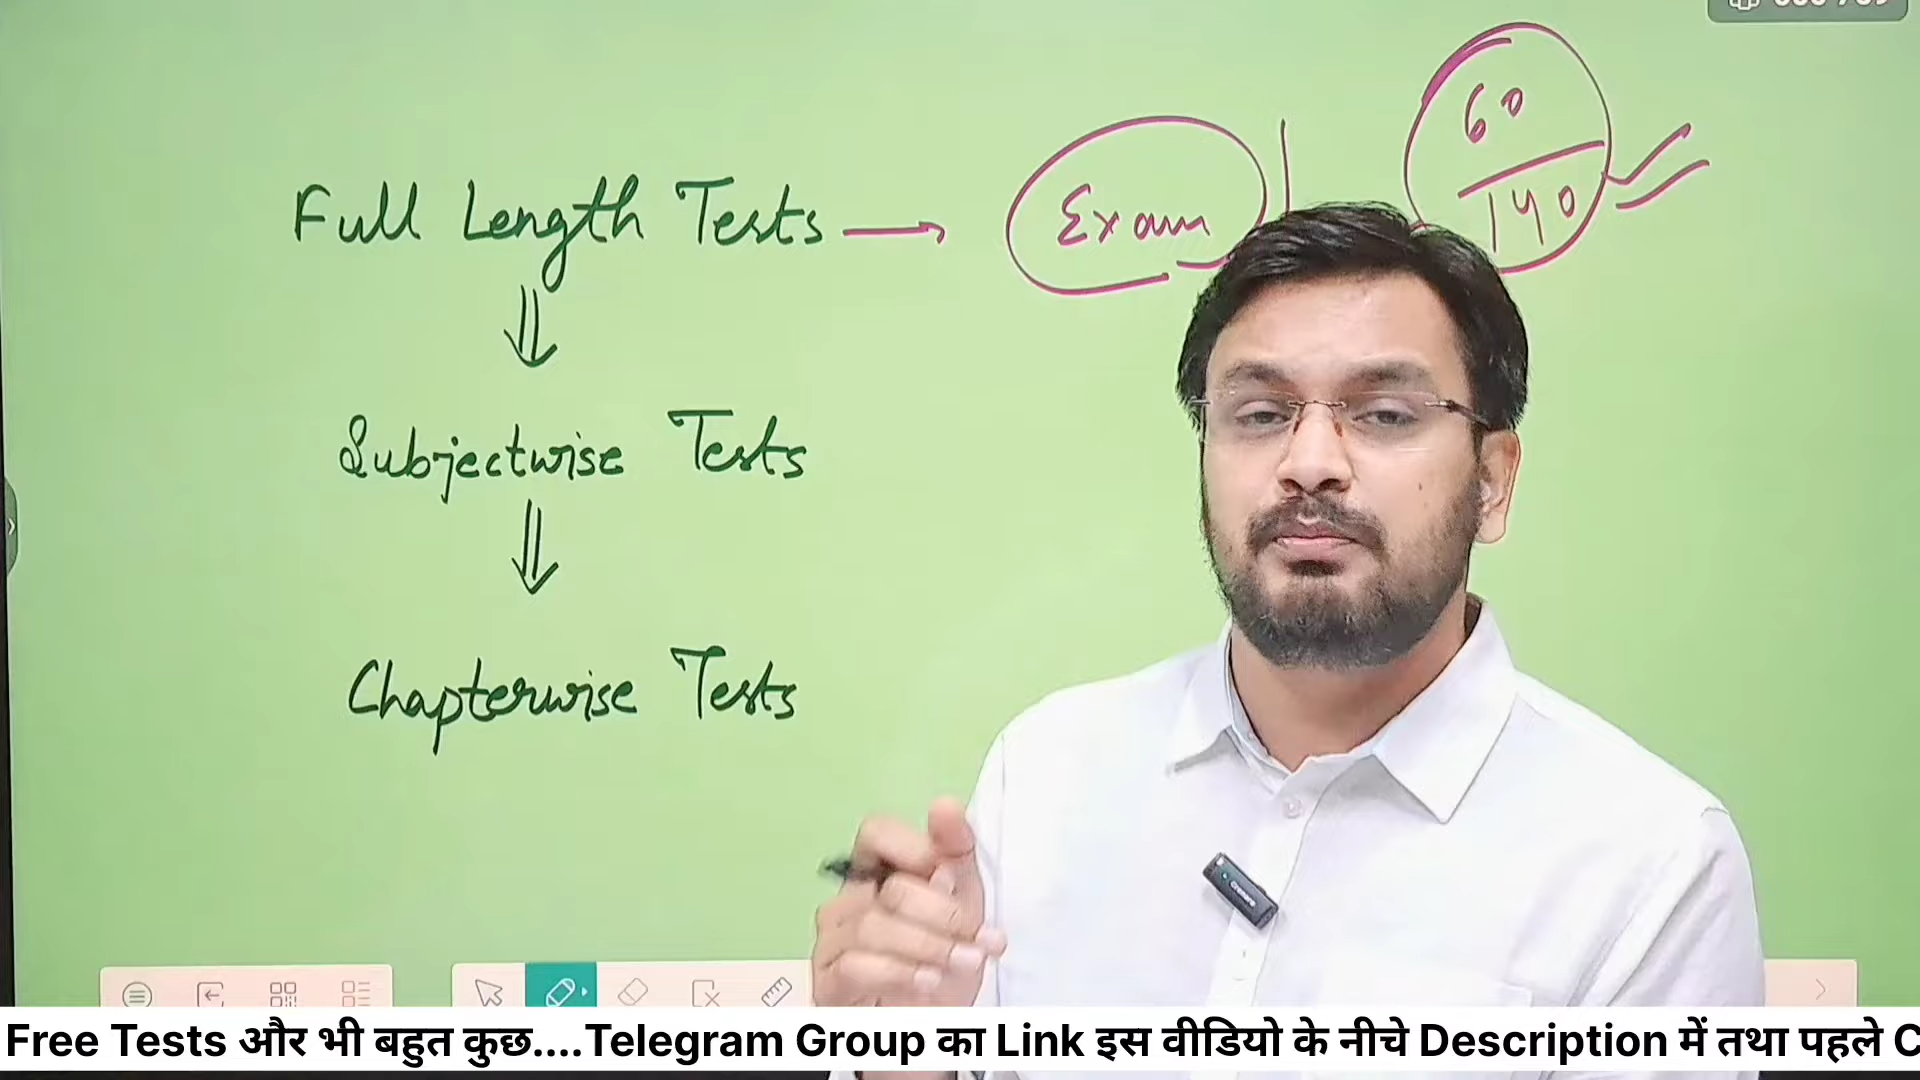 Full Length Tests → Exam
60
140
Subjectwise Tests
Chapterwise Tests
Free Tests और भी बहुत कुछ....Telegram Group का Link इस वीडियो के नीचे Description में तथा पहले C